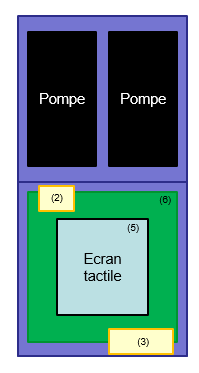 Pompe
Pompe
(2)
(6)
(5)
Ecran
tactile
(3)